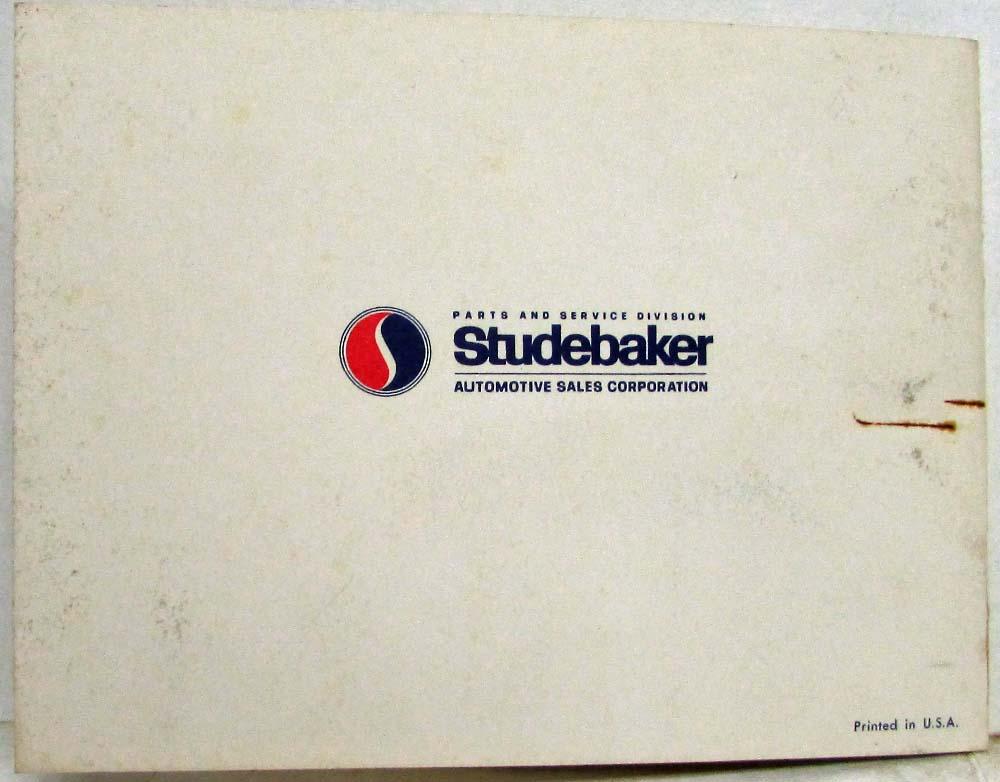 PARTS AND SERVICE DIVISION
Studebaker
AUTOMOTIVE SALES CORPORATION
Printed in U.S.A.